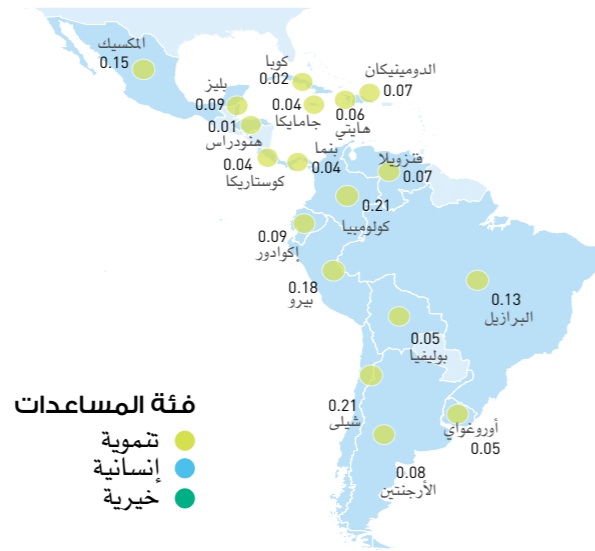 المكسيك
0.15
كوبا
0.02
الدومينيكان
0.07
بليز
0.09
0.04
جامايكا
0.06
هايتي
0.01
هندوراس
بنما
0.04
0.04
كوستاريكا
فنزويلا
0.07
0.21
كولومبيا
0.09
إكوادور
0.18
بيرو
0.13
البرازيل
0.05
بوليفيا
0.21
شيلى
أوروغواي
0.05
0.08
الأرجنتين
فئة المساعدات
تنموية
إنسانية
خيرية